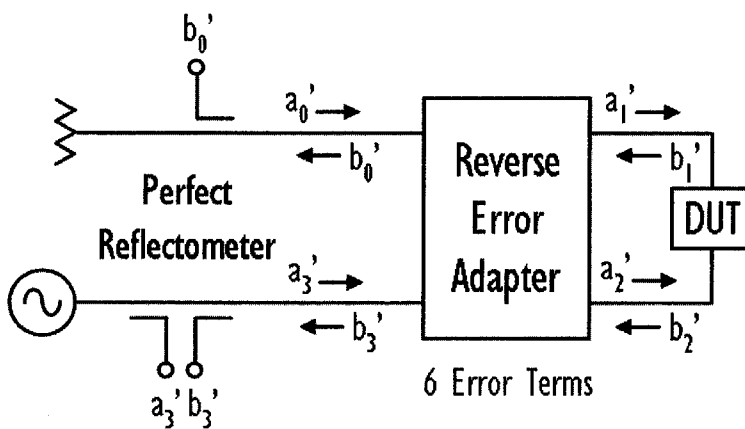 b₀'
a₀'
b₀'
a₁'
b₁'
Perfect
Reflectometer
Reverse
Error
Adapter
DUT
a₃'
b₃'
a₂'
b₂'
a₃' b₃'
6 Error Terms